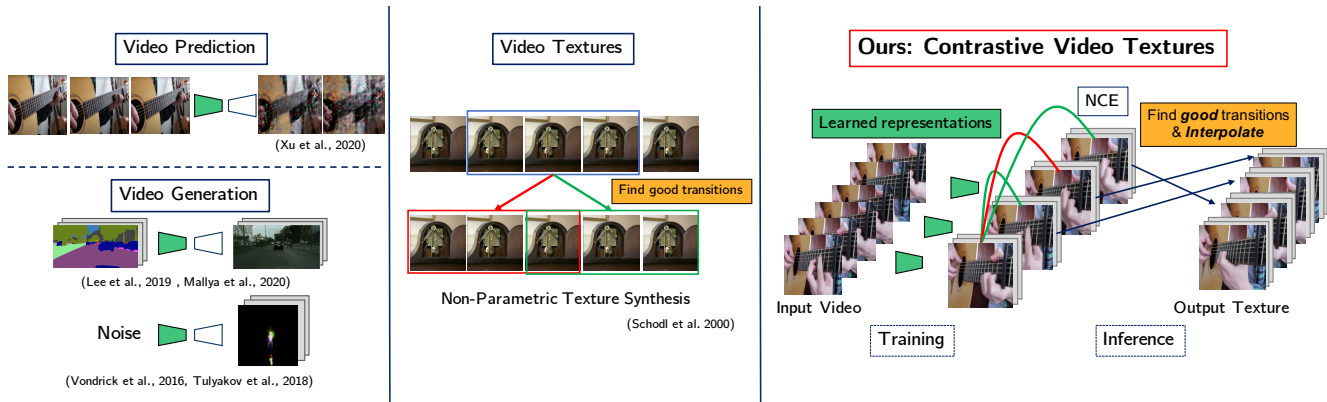 Video Prediction
(Xu et al., 2020)
Video Generation
(Lee et al., 2019 , Mallya et al., 2020)
Noise
(Vondrick et al., 2016, Tulyakov et al., 2018)
Video Textures
Find good transitions
Non-Parametric Texture Synthesis
(Schodl et al. 2000)
Ours: Contrastive Video Textures
NCE
Learned representations
Find good transitions
& Interpolate
Input Video
Output Texture
Training
Inference